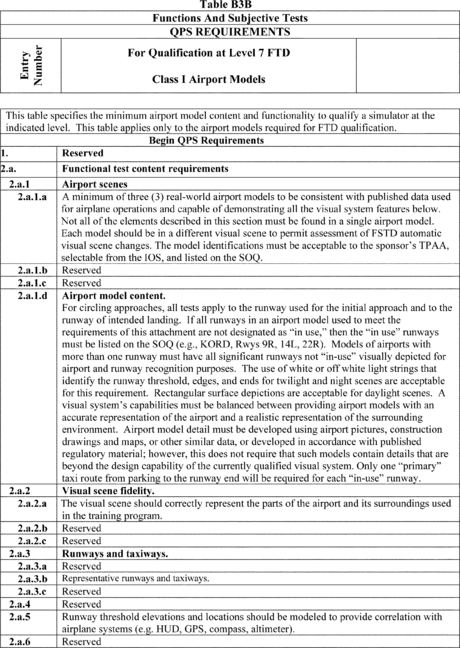 Table B3B
Functions And Subjective Tests
QPS REQUIREMENTS
Entry Number
For Qualification at Level 7 FTD
Class I Airport Models
This table specifies the minimum airport model content and functionality to qualify a simulator at the
indicated level. This table applies only to the airport models required for FTD qualification.
Begin QPS Requirements
1. Reserved
2.a. Functional test content requirements
2.a.1 Airport scenes
2.a.1.a A minimum of three (3) real-world airport models to be consistent with published data used
for airplane operations and capable of demonstrating all the visual system features below.
Not all of the elements described in this section must be found in a single airport model.
Each model should be in a different visual scene to permit assessment of FSTD automatic
visual scene changes. The model identifications must be acceptable to the sponsor's TPAA,
selectable from the IOS, and listed on the SOQ.
2.a.1.b Reserved
2.a.1.c Reserved
2.a.1.d Airport model content.
For circling approaches, all tests apply to the runway used for the initial approach and to the
runway of intended landing. If all runways in an airport model used to meet the
requirements of this attachment are not designated as "in use," then the "in use" runways
must be listed on the SOQ (e.g., KORD, Rwys 9R, 14L, 22R). Models of airports with
more than one runway must have all significant runways not "in-use" visually depicted for
airport and runway recognition purposes. The use of white or off white light strings that
identify the runway threshold, edges, and ends for twilight and night scenes are acceptable
for this requirement. Rectangular surface depictions are acceptable for daylight scenes. A
visual system's capabilities must be balanced between providing airport models with an
accurate representation of the airport and a realistic representation of the surrounding
environment. Airport model detail must be developed using airport pictures, construction
drawings and maps, or other similar data, or developed in accordance with published
regulatory material; however, this does not require that such models contain details that are
beyond the design capability of the currently qualified visual system. Only one "primary"
taxi route from parking to the runway end will be required for each "in-use" runway.
2.a.2 Visual scene fidelity.
2.a.2.a The visual scene should correctly represent the parts of the airport and its surroundings used
in the training program.
2.a.2.b Reserved
2.a.2.c Reserved
2.a.3 Runways and taxiways.
2.a.3.a Reserved
2.a.3.b Representative runways and taxiways.
2.a.3.c Reserved
2.a.4 Reserved
2.a.5 Runway threshold elevations and locations should be modeled to provide correlation with
airplane systems (e.g. HUD, GPS, compass, altimeter).
2.a.6 Reserved